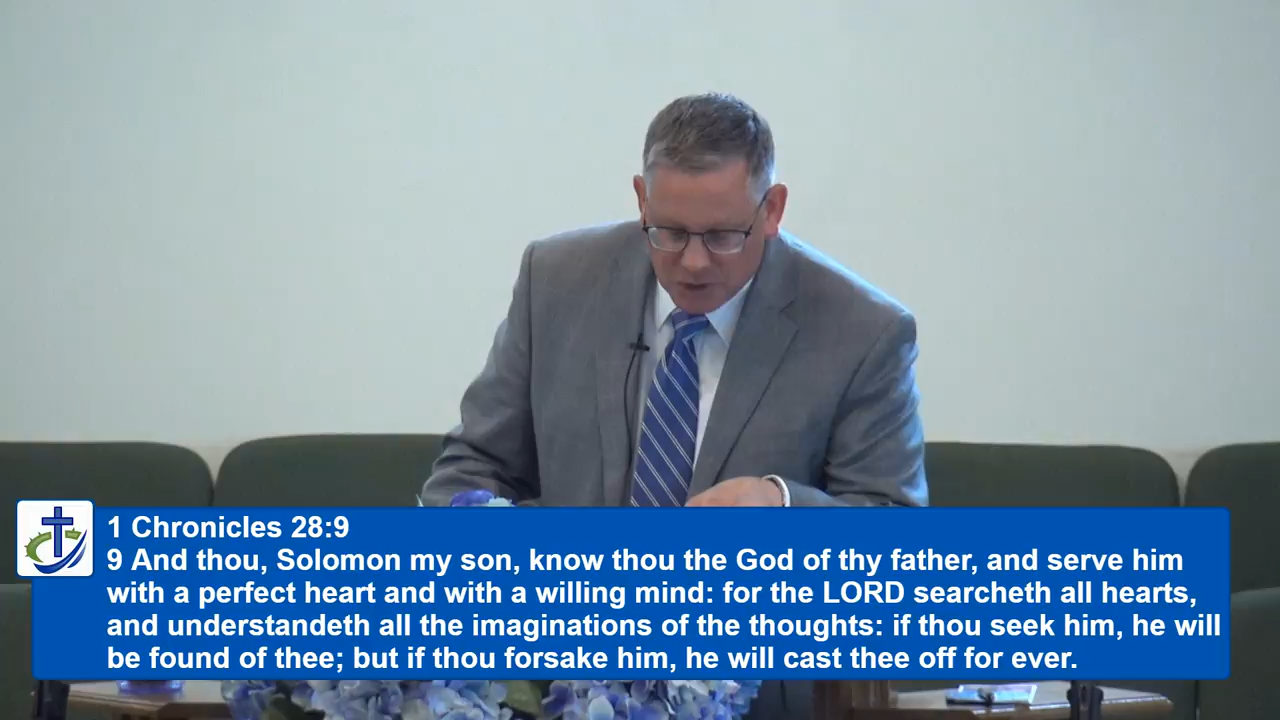 1 Chronicles 28:9
9 And thou, Solomon my son, know thou the God of thy father, and serve him
with a perfect heart and with a willing mind: for the LORD searcheth all hearts,
and understandeth all the imaginations of the thoughts: if thou seek him, he will
be found of thee; but if thou forsake him, he will cast thee off for ever.